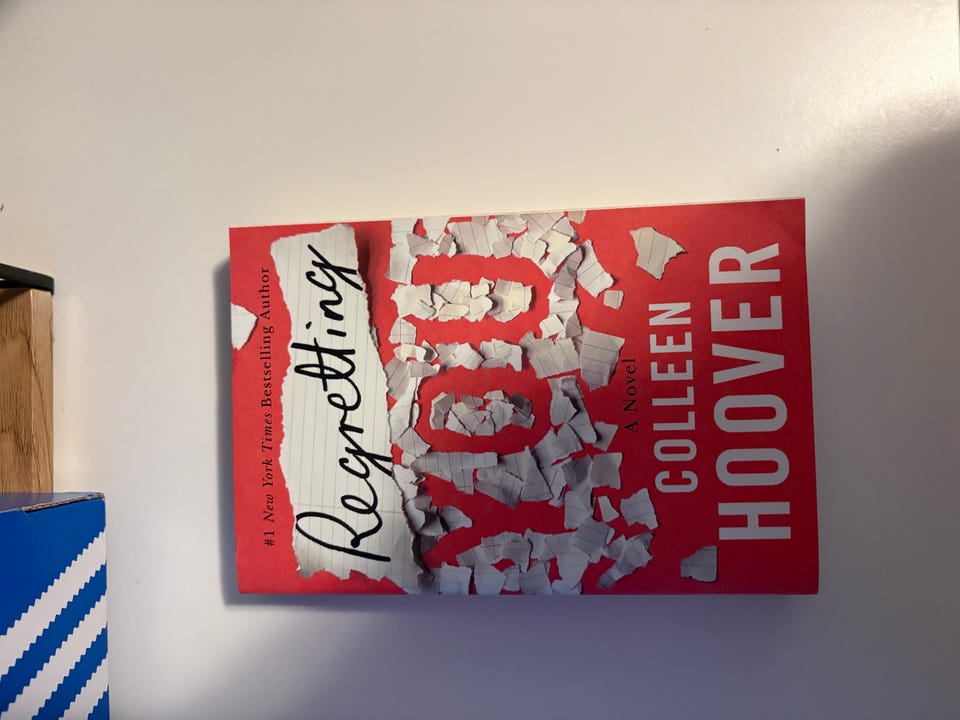 #1 New York Times Bestselling Author
Regretting
YOU
A Novel
COLLEEN
HOOVER